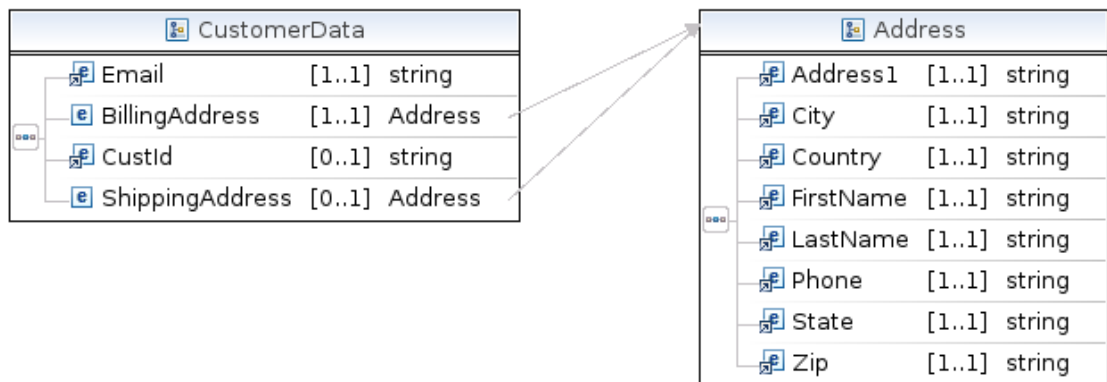 CustomerData
Email [1..1] string
BillingAddress [1..1] Address
CustId [0..1] string
ShippingAddress [0..1] Address
Address
Address1 [1..1] string
City [1..1] string
Country [1..1] string
FirstName [1..1] string
LastName [1..1] string
Phone [1..1] string
State [1..1] string
Zip [1..1] string